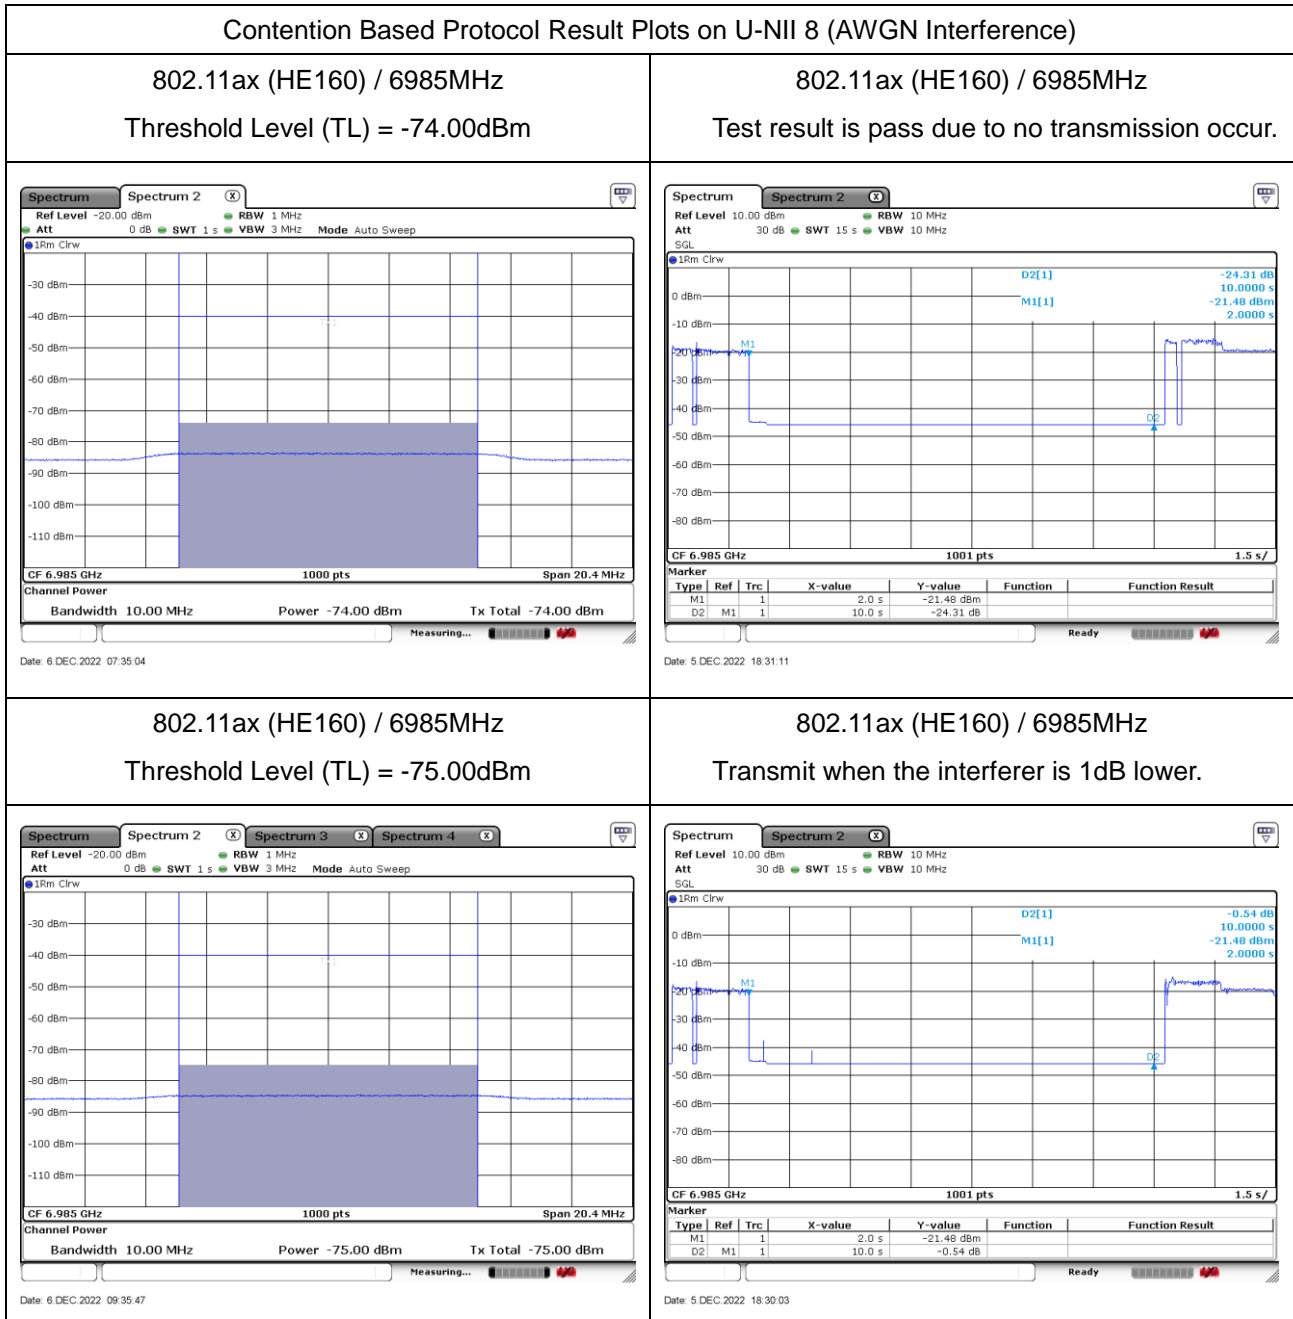 Contention Based Protocol Result Plots on U-NII 8 (AWGN Interference)
802.11ax (HE160) / 6985MHz
Threshold Level (TL) = -74.00dBm
802.11ax (HE160) / 6985MHz
Test result is pass due to no transmission occur.
Spectrum Spectrum 2 X
Ref Level -20.00 dBm RBW 1 MHz
Att 0 dB SWT 1 s VBW 3 MHz Mode Auto Sweep
1Rm Clrw
-30 dBm
-40 dBm
-50 dBm
-60 dBm
-70 dBm
-80 dBm
-90 dBm
-100 dBm
-110 dBm
CF 6.985 GHz 1000 pts Span 20.4 MHz
Channel Power
Bandwidth 10.00 MHz Power -74.00 dBm Tx Total -74.00 dBm
Measuring...
Date: 6.DEC.2022 07:35:04
Spectrum Spectrum 2 X
Ref Level 10.00 dBm RBW 10 MHz
Att 30 dB SWT 15 s VBW 10 MHz
SGL
1Rm Clrw
D2[1] -24.31 dB
10.0000 s
M1[1] -21.48 dBm
2.0000 s
0 dBm
-10 dBm
M1
-20 dBm
-30 dBm
-40 dBm
D2
-50 dBm
-60 dBm
-70 dBm
-80 dBm
CF 6.985 GHz 1001 pts 1.5 s/
Marker
Type Ref Trc X-value Y-value Function Function Result
M1 1 2.0 s -21.48 dBm
D2 M1 1 10.0 s -24.31 dB
Ready
Date: 5.DEC.2022 18:31:11
802.11ax (HE160) / 6985MHz
Threshold Level (TL) = -75.00dBm
802.11ax (HE160) / 6985MHz
Transmit when the interferer is 1dB lower.
Spectrum Spectrum 2 X Spectrum 3 X Spectrum 4 X
Ref Level -20.00 dBm RBW 1 MHz
Att 0 dB SWT 1 s VBW 3 MHz Mode Auto Sweep
1Rm Clrw
-30 dBm
-40 dBm
-50 dBm
-60 dBm
-70 dBm
-80 dBm
-90 dBm
-100 dBm
-110 dBm
CF 6.985 GHz 1000 pts Span 20.4 MHz
Channel Power
Bandwidth 10.00 MHz Power -75.00 dBm Tx Total -75.00 dBm
Measuring...
Date: 6.DEC.2022 09:35:47
Spectrum Spectrum 2 X
Ref Level 10.00 dBm RBW 10 MHz
Att 30 dB SWT 15 s VBW 10 MHz
SGL
1Rm Clrw
D2[1] -0.54 dB
10.0000 s
M1[1] -21.48 dBm
2.0000 s
0 dBm
-10 dBm
M1
-20 dBm
-30 dBm
-40 dBm
D2
-50 dBm
-60 dBm
-70 dBm
-80 dBm
CF 6.985 GHz 1001 pts 1.5 s/
Marker
Type Ref Trc X-value Y-value Function Function Result
M1 1 2.0 s -21.48 dBm
D2 M1 1 10.0 s -0.54 dB
Ready
Date: 5.DEC.2022 18:30:03